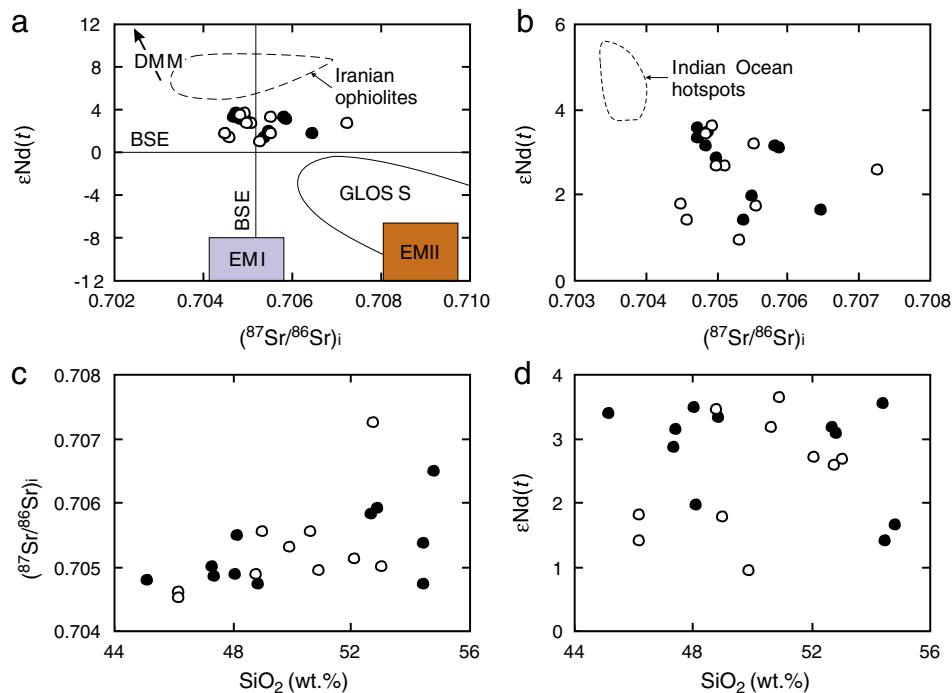 a
12
8
4
0
-4
-8
-12
εNd(t)
DMM
Iranian
ophiolites
BSE
BSE
GLOS S
EMI
EMII
0.702
0.704
0.706
0.708
0.710
(⁸⁷Sr/⁸⁶Sr)i
b
6
4
2
0
εNd(t)
Indian Ocean
hotspots
0.703
0.704
0.705
0.706
0.707
0.708
(⁸⁷Sr/⁸⁶Sr)i
c
0.708
0.707
0.706
0.705
0.704
(⁸⁷Sr/⁸⁶Sr)i
44
48
52
56
SiO₂ (wt.%)
d
4
3
2
1
0
εNd(t)
44
48
52
56
SiO₂ (wt.%)